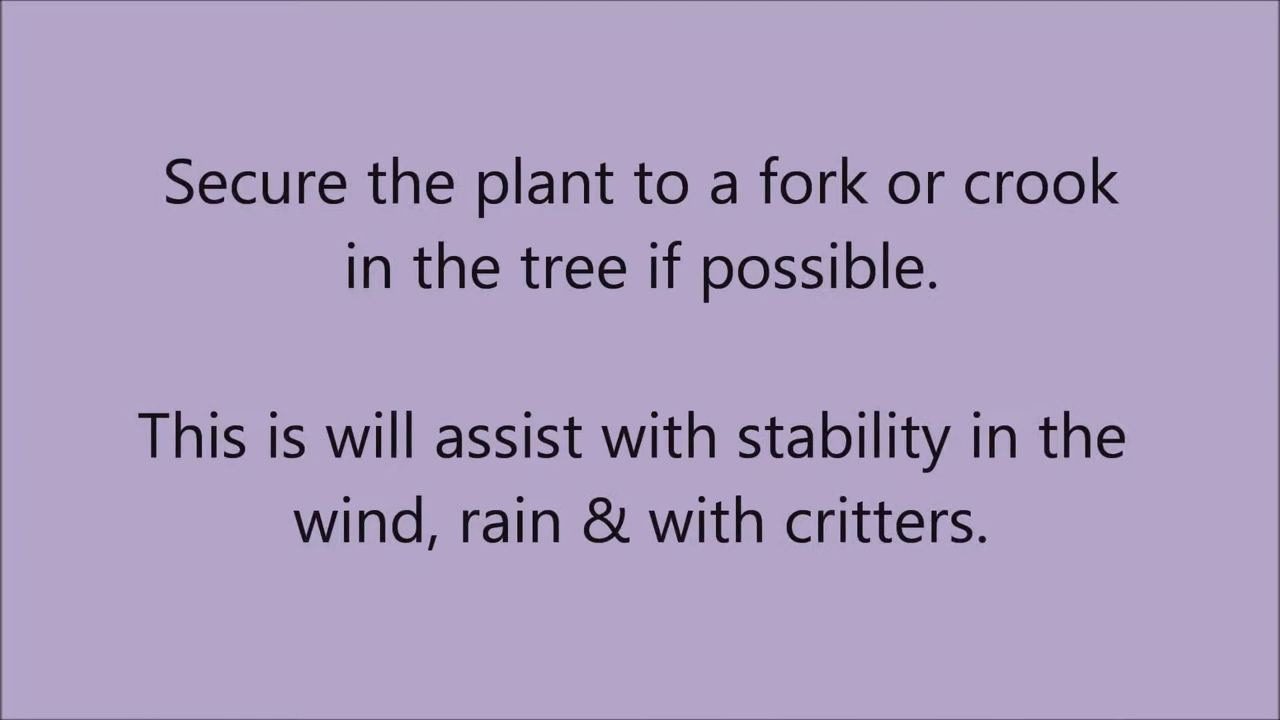 Secure the plant to a fork or crook
in the tree if possible.
This is will assist with stability in the
wind, rain & with critters.